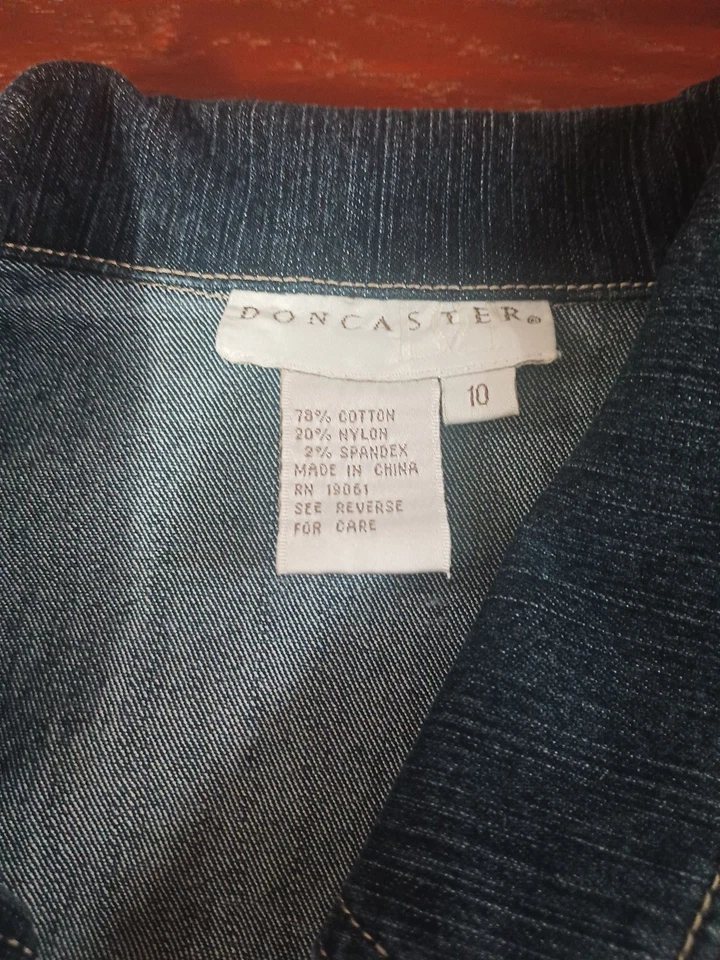 DONCASTER®
10
78% COTTON
20% NYLON
2% SPANDEX
MADE IN CHINA
RN 19061
SEE REVERSE
FOR CARE